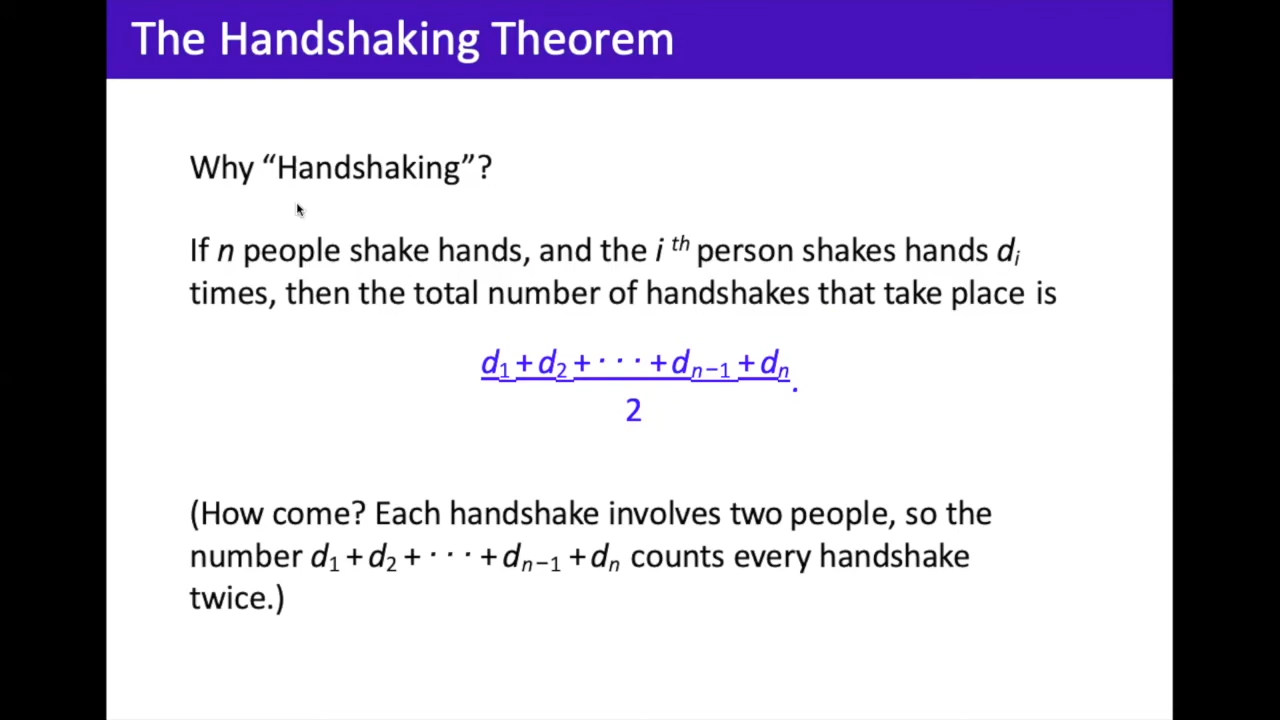 The Handshaking Theorem
Why “Handshaking”?
If n people shake hands, and the i th person shakes hands dᵢ
times, then the total number of handshakes that take place is
d₁ + d₂ + · · · + dₙ₋₁ + dₙ
2 .
(How come? Each handshake involves two people, so the
number d₁ + d₂ + · · · + dₙ₋₁ + dₙ counts every handshake
twice.)